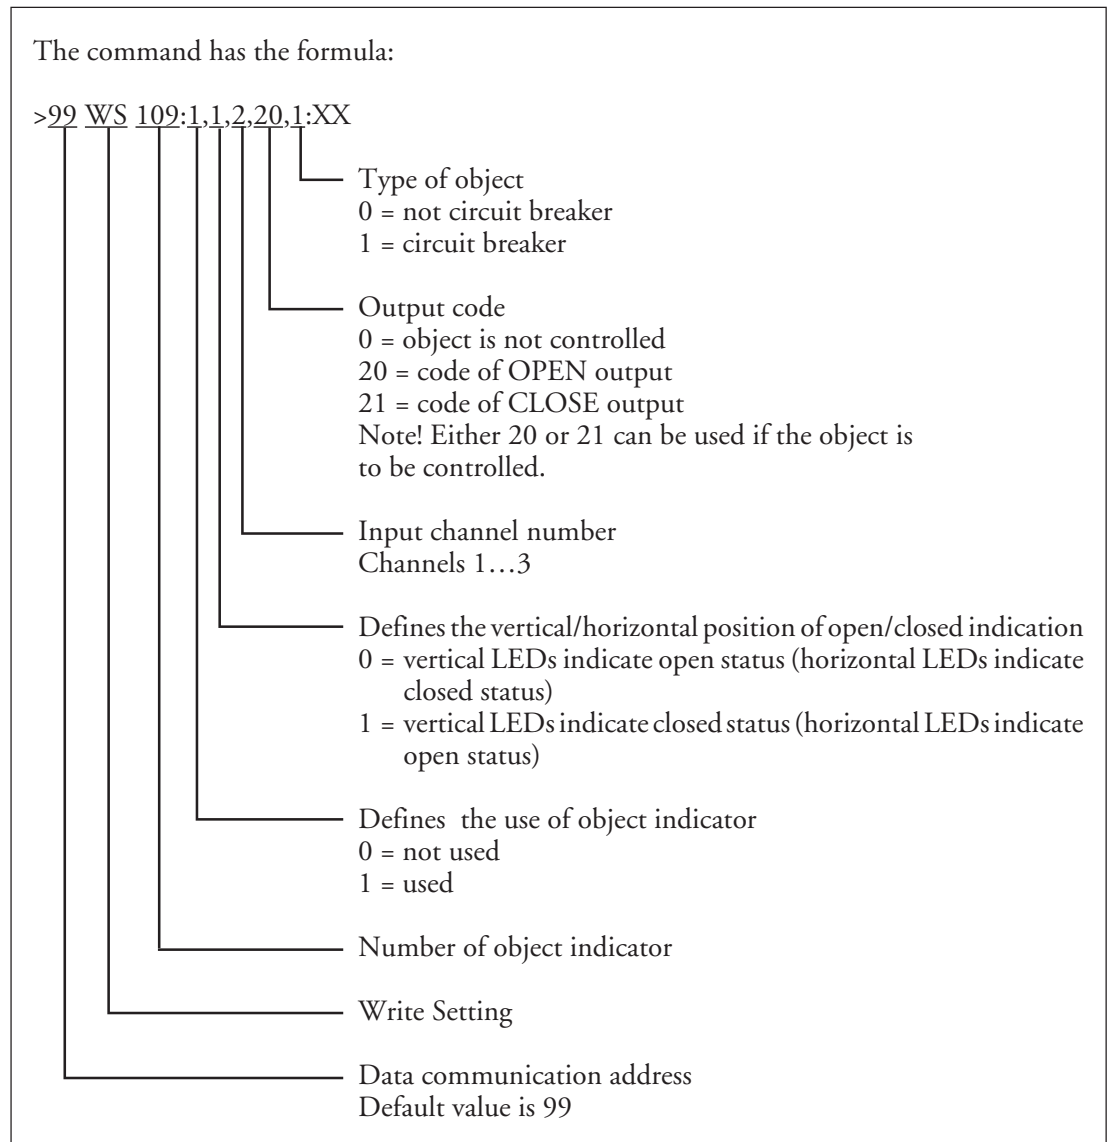 The command has the formula:
>99 WS 109:1,1,2,20,1:XX
Type of object
0 = not circuit breaker
1 = circuit breaker
Output code
0 = object is not controlled
20 = code of OPEN output
21 = code of CLOSE output
Note! Either 20 or 21 can be used if the object is
to be controlled.
Input channel number
Channels 1…3
Defines the vertical/horizontal position of open/closed indication
0 = vertical LEDs indicate open status (horizontal LEDs indicate
closed status)
1 = vertical LEDs indicate closed status (horizontal LEDs indicate
open status)
Defines the use of object indicator
0 = not used
1 = used
Number of object indicator
Write Setting
Data communication address
Default value is 99